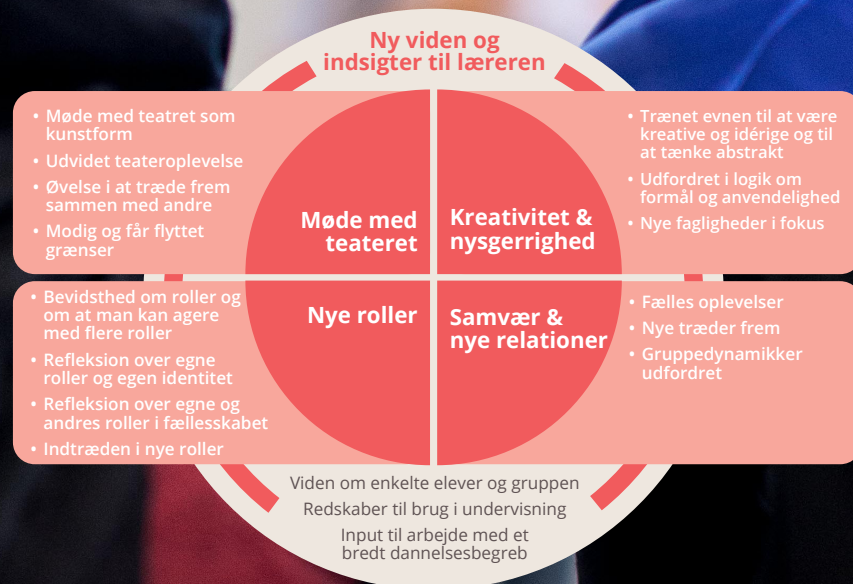 Ny viden og
indsigter til læreren
• Møde med teatret som
kunstform
• Udvidet teateroplevelse
• Øvelse i at træde frem
sammen med andre
• Modig og får flyttet
grænser
Møde med
teateret
Kreativitet &
nysgerrighed
• Trænet evnen til at være
kreative og idérige og til
at tænke abstrakt
• Udfordret i logik om
formål og anvendelighed
• Nye fagligheder i fokus
• Bevidsthed om roller og
om at man kan agere
med flere roller
• Refleksion over egne
roller og egen identitet
• Refleksion over egne og
andres roller i fællesskabet
• Indtræden i nye roller
Nye roller
Samvær &
nye relationer
• Fælles oplevelser
• Nye træder frem
• Gruppedynamikker
udfordret
Viden om enkelte elever og gruppen
Redskaber til brug i undervisning
Input til arbejde med et
bredt dannelsesbegreb